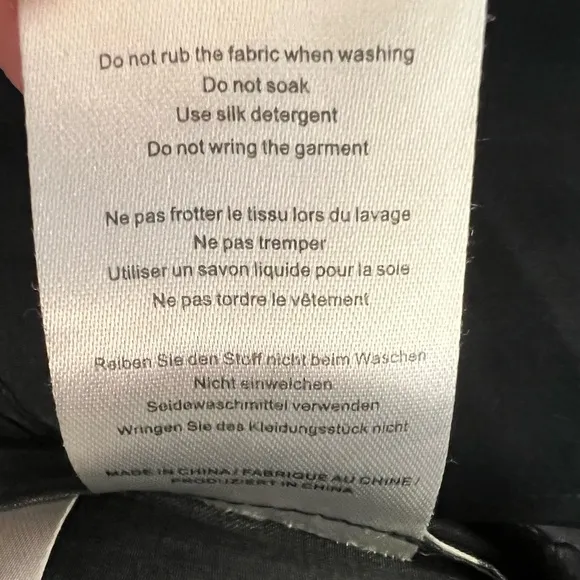 Do not rub the fabric when washing
Do not soak
Use silk detergent
Do not wring the garment
Ne pas frotter le tissu lors du lavage
Ne pas tremper
Utiliser un savon liquide pour la soie
Ne pas tordre le vêtement
Reiben Sie den Stoff nicht beim Waschen
Nicht einweichen
Seidewaschmittel verwenden
Wringen Sie das Kleidungsstück nicht
MADE IN CHINA / FABRIQUE AU CHINE /
PRODUZIERT IN CHINA